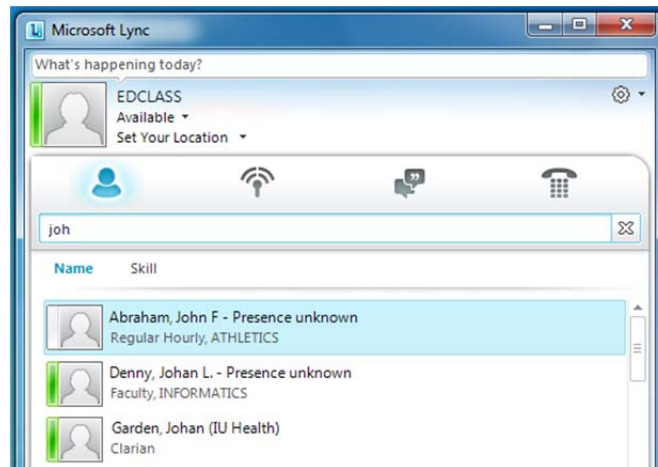 Microsoft Lync
What's happening today?
EDCLASS
Available
Set Your Location
joh
Name Skill
Abraham, John F - Presence unknown
Regular Hourly, ATHLETICS
Denny, Johan L. - Presence unknown
Faculty, INFORMATICS
Garden, Johan (IU Health)
Clarian